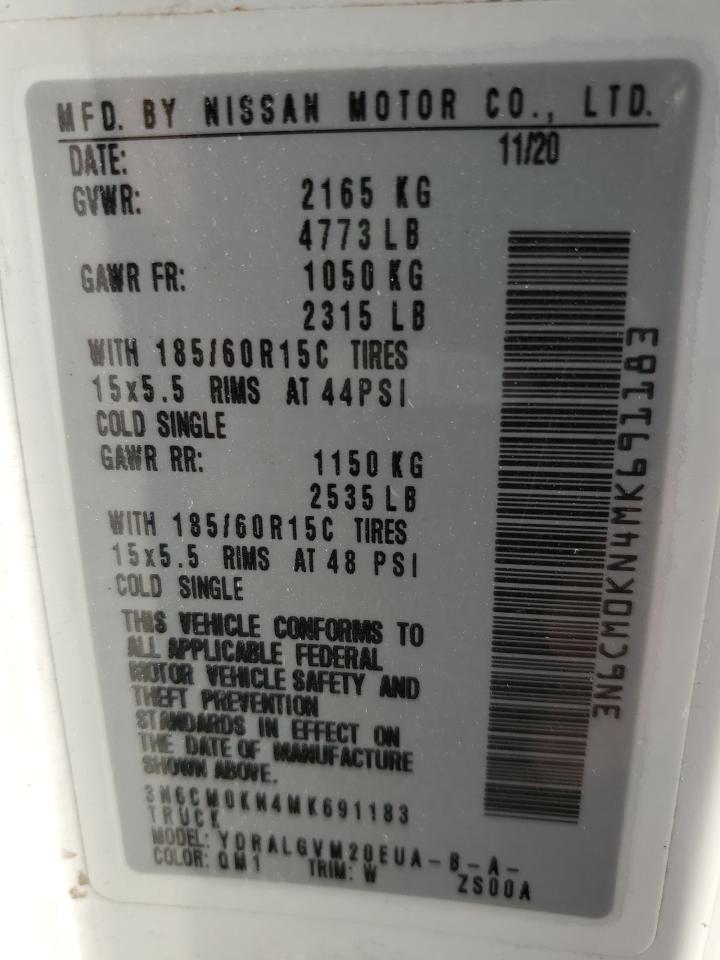 MFD. BY NISSAN MOTOR CO., LTD.
DATE: 11/20
GVWR: 2165 KG
4773 LB
GAWR FR: 1050 KG
2315 LB
WITH 185/60R15C TIRES
15x5.5 RIMS AT 44PSI
COLD SINGLE
GAWR RR: 1150 KG
2535 LB
WITH 185/60R15C TIRES
15x5.5 RIMS AT 48 PSI
COLD SINGLE
THIS VEHICLE CONFORMS TO
ALL APPLICABLE FEDERAL
MOTOR VEHICLE SAFETY AND
THEFT PREVENTION
STANDARDS IN EFFECT ON
THE DATE OF MANUFACTURE
SHOWN ABOVE.
3N6CM0KN4MK691183
TRUCK
MODEL: YDRALGVM20EUA-B-A-
COLOR: QM1 TRIM: W ZS00A
3N6CM0KN4MK691183